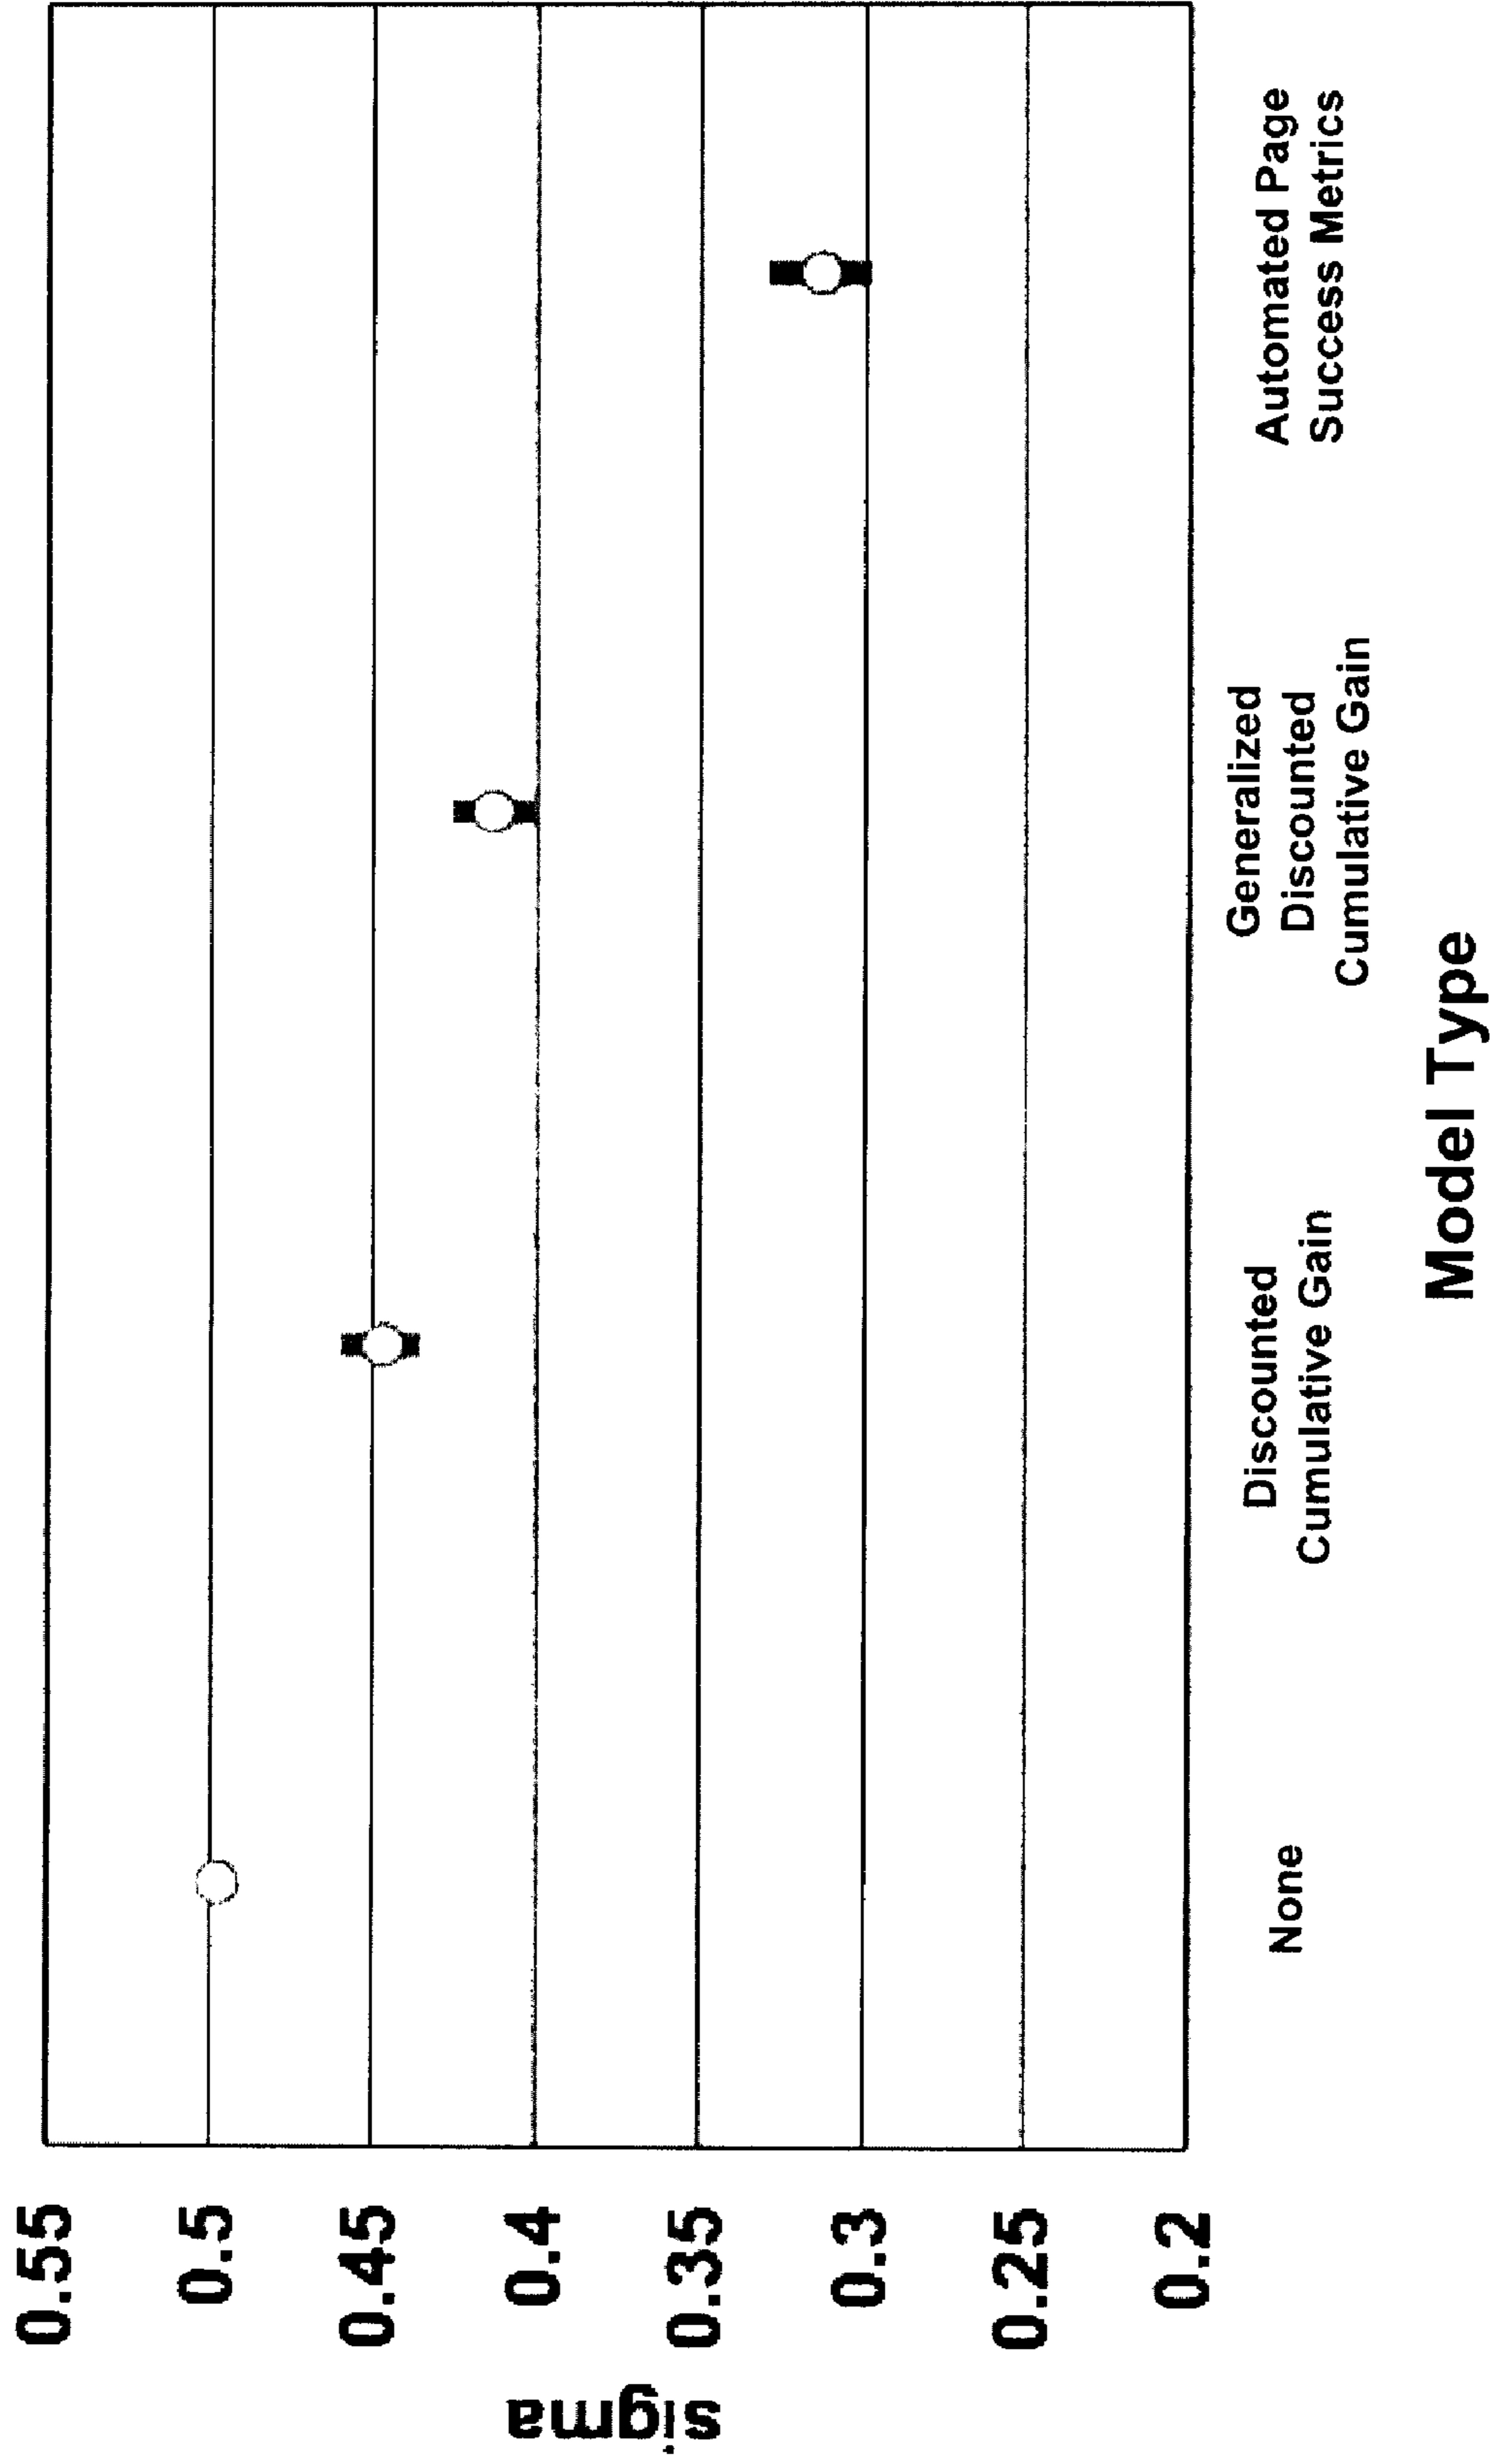 sigma
0.55
0.5
0.45
0.4
0.35
0.3
0.25
0.2
None
Discounted
Cumulative Gain
Generalized
Discounted
Cumulative Gain
Automated Page
Success Metrics
Model Type